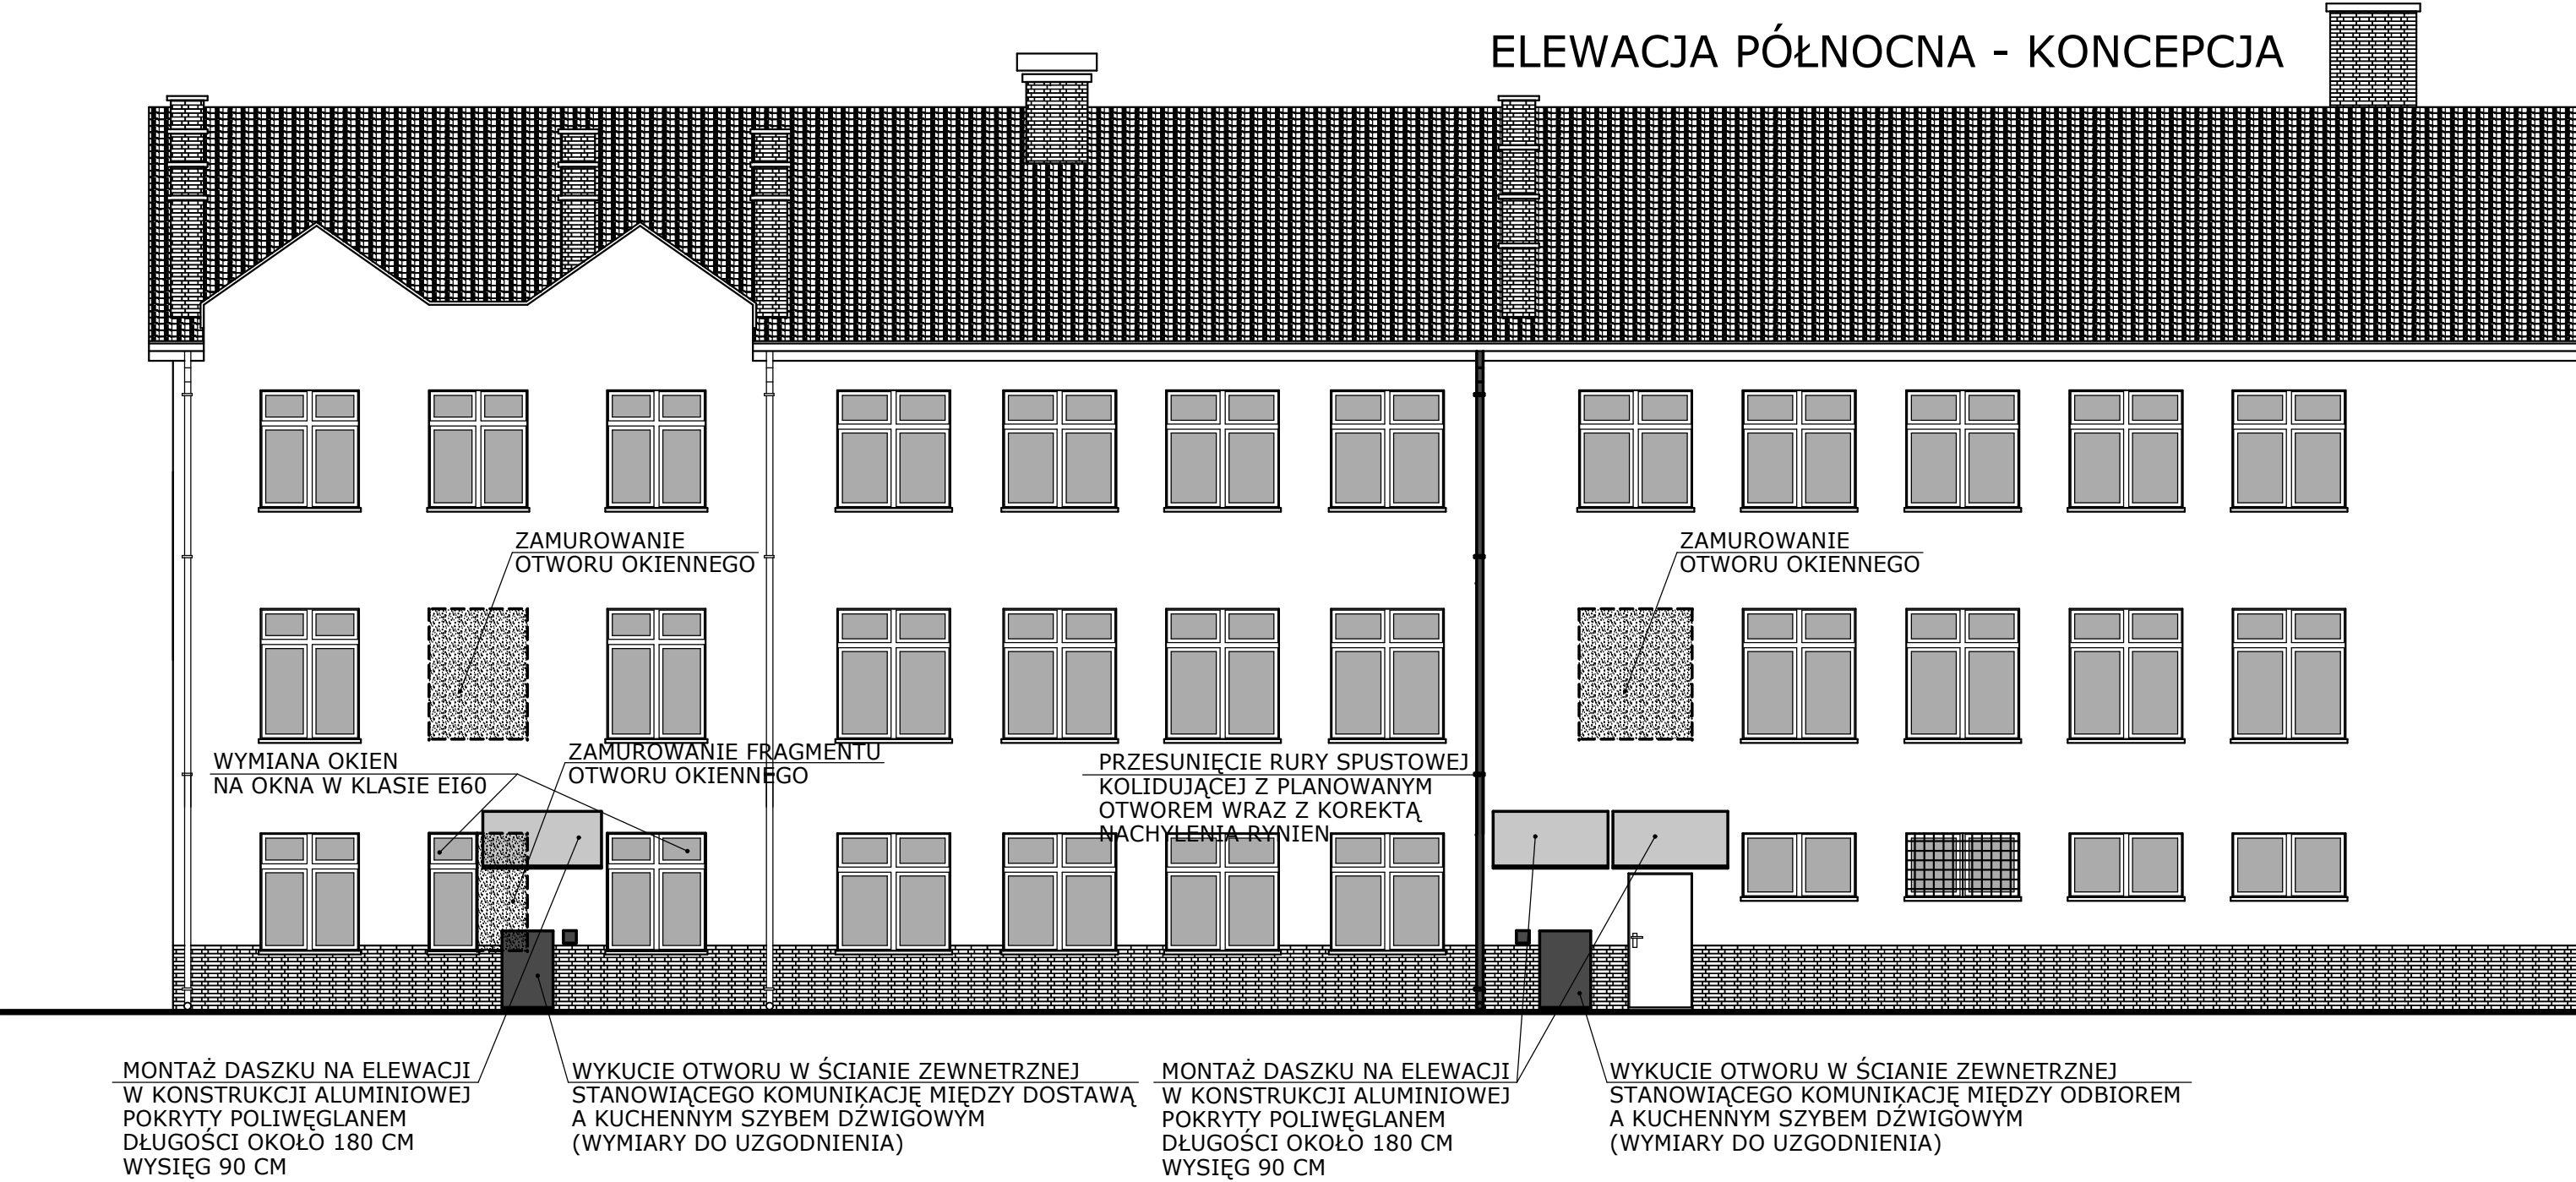 ELEWACJA PÓŁNOCNA - KONCEPCJA
ZAMUROWANIE
OTWORU OKIENNEGO
ZAMUROWANIE
OTWORU OKIENNEGO
WYMIANA OKIEN
NA OKNA W KLASIE EI60
ZAMUROWANIE FRAGMENTU
OTWORU OKIENNEGO
PRZESUNIĘCIE RURY SPUSTOWEJ
KOLIDUJĄCEJ Z PLANOWANYM
OTWOREM WRAZ Z KOREKTĄ
NACHYLENIA RYNIEN
MONTAŻ DASZKU NA ELEWACJI
W KONSTRUKCJI ALUMINIOWEJ
POKRYTY POLIWĘGLANEM
DŁUGOŚCI OKOŁO 180 CM
WYSIĘG 90 CM
WYKUCIE OTWORU W ŚCIANIE ZEWNETRZNEJ
STANOWIĄCEGO KOMUNIKACJĘ MIĘDZY DOSTAWĄ
A KUCHENNYM SZYBEM DŹWIGOWYM
(WYMIARY DO UZGODNIENIA)
MONTAŻ DASZKU NA ELEWACJI
W KONSTRUKCJI ALUMINIOWEJ
POKRYTY POLIWĘGLANEM
DŁUGOŚCI OKOŁO 180 CM
WYSIĘG 90 CM
WYKUCIE OTWORU W ŚCIANIE ZEWNETRZNEJ
STANOWIĄCEGO KOMUNIKACJĘ MIĘDZY ODBIOREM
A KUCHENNYM SZYBEM DŹWIGOWYM
(WYMIARY DO UZGODNIENIA)